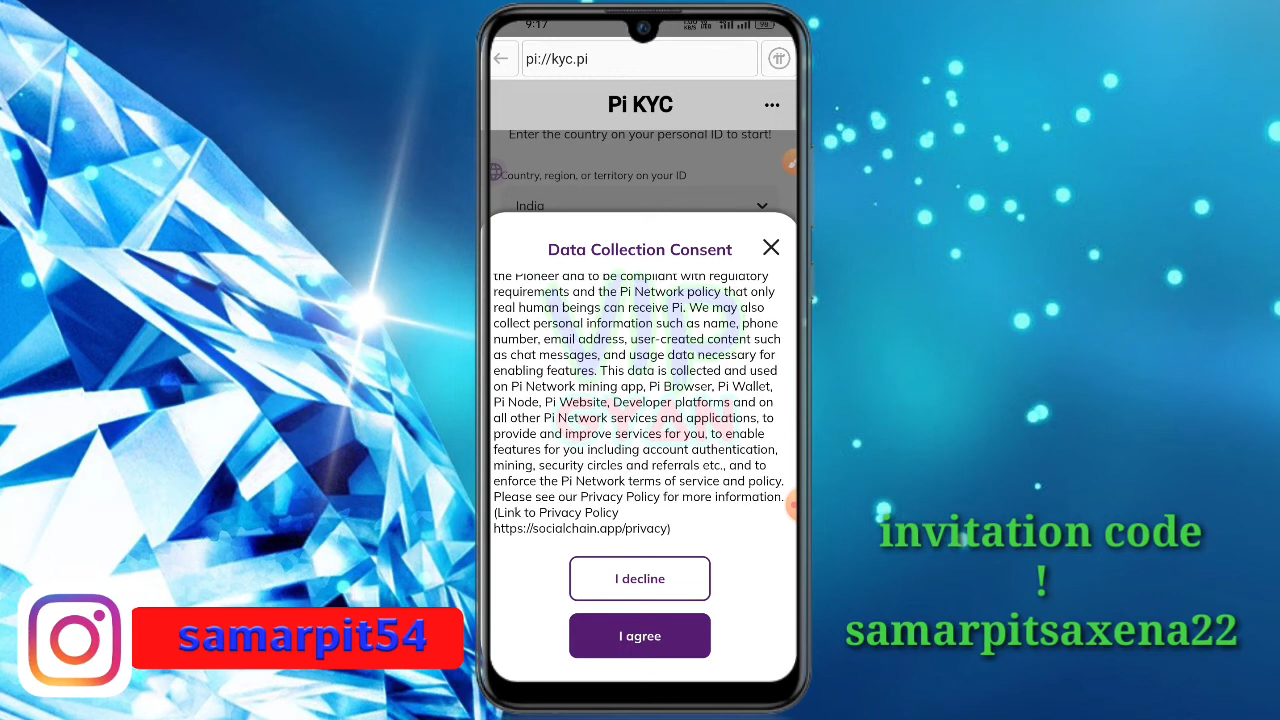 9:17
98
pi://kyc.pi
Pi KYC
Enter the country on your personal ID to start!
Country, region, or territory on your ID
India
Data Collection Consent
the Pioneer and to be compliant with regulatory
requirements and the Pi Network policy that only
real human beings can receive Pi. We may also
collect personal information such as name, phone
number, email address, user-created content such
as chat messages, and usage data necessary for
enabling features. This data is collected and used
on Pi Network mining app, Pi Browser, Pi Wallet,
Pi Node, Pi Website, Developer platforms and on
all other Pi Network services and applications, to
provide and improve services for you, to enable
features for you including account authentication,
mining, security circles and referrals etc., and to
enforce the Pi Network terms of service and policy.
Please see our Privacy Policy for more information.
(Link to Privacy Policy
https://socialchain.app/privacy)
I decline
I agree
samarpit54
invitation code
!
samarpitsaxena22